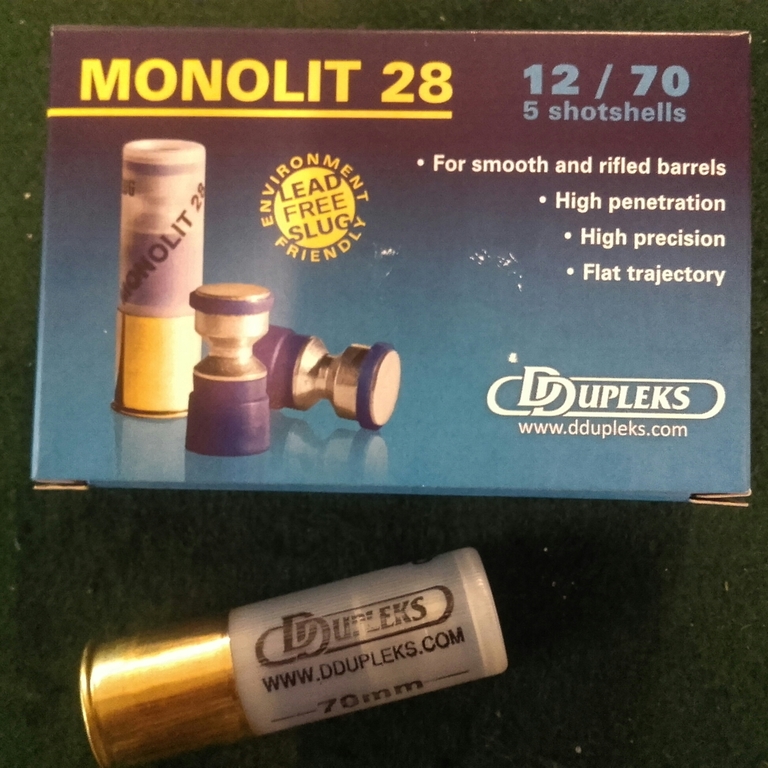 MONOLIT 28
12 / 70
5 shotshells
• For smooth and rifled barrels
• High penetration
• High precision
• Flat trajectory
ENVIRONMENT
LEAD
FREE
SLUG
FRIENDLY
MONOLIT 28
DDUPLEKS
www.ddupleks.com
DDUPLEKS
WWW.DDUPLEKS.COM
70mm